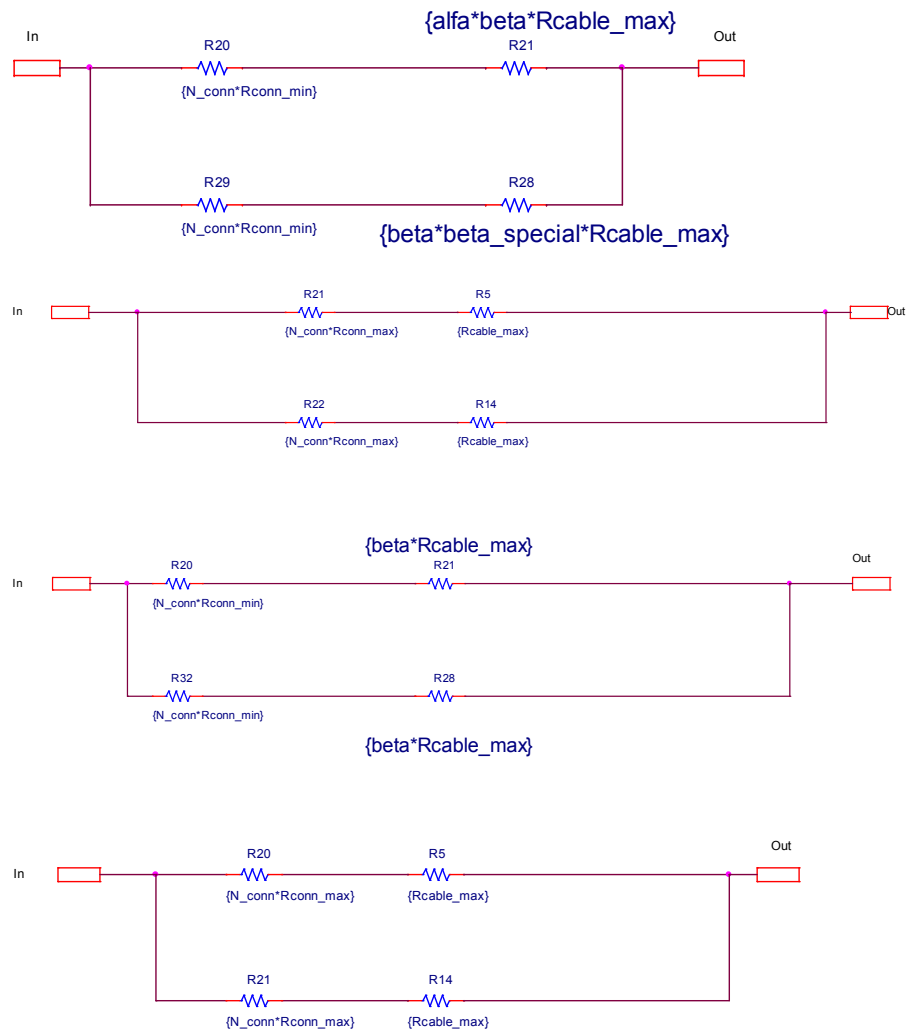 {alfa*beta*Rcable_max}
In
R20
R21
Out
{N_conn*Rconn_min}
R29
R28
{N_conn*Rconn_min}
{beta*beta_special*Rcable_max}
R21
R5
In
Out
{N_conn*Rconn_max}
{Rcable_max}
R22
R14
{N_conn*Rconn_max}
{Rcable_max}
{beta*Rcable_max}
Out
R20
R21
In
{N_conn*Rconn_min}
R32
R28
{N_conn*Rconn_min}
{beta*Rcable_max}
Out
R20
R5
In
{N_conn*Rconn_max}
{Rcable_max}
R21
R14
{N_conn*Rconn_max}
{Rcable_max}